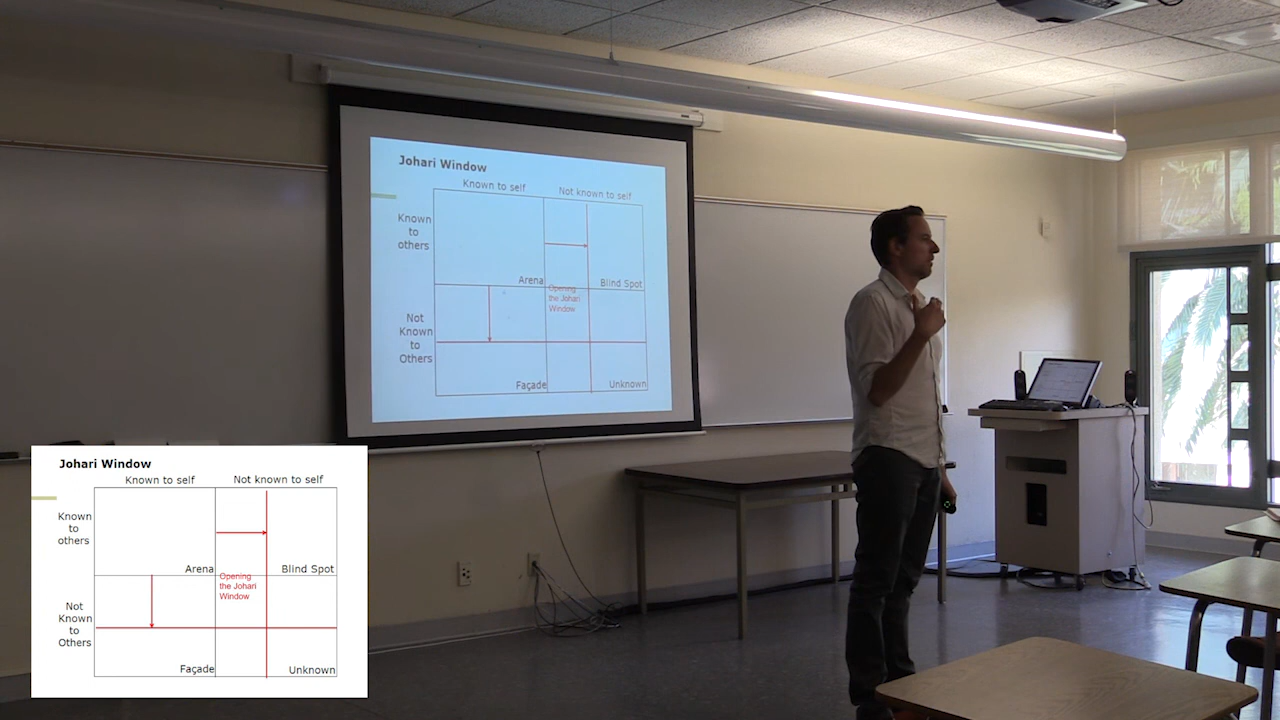 Johari Window
Known to self
Not known to self
Known
to
others
Arena
Blind Spot
Opening
the Johari
Window
Not
Known
to
Others
Façade
Unknown
Johari Window
Known to self
Not known to self
Known
to
others
Arena
Blind Spot
Opening
the Johari
Window
Not
Known
to
Others
Façade
Unknown